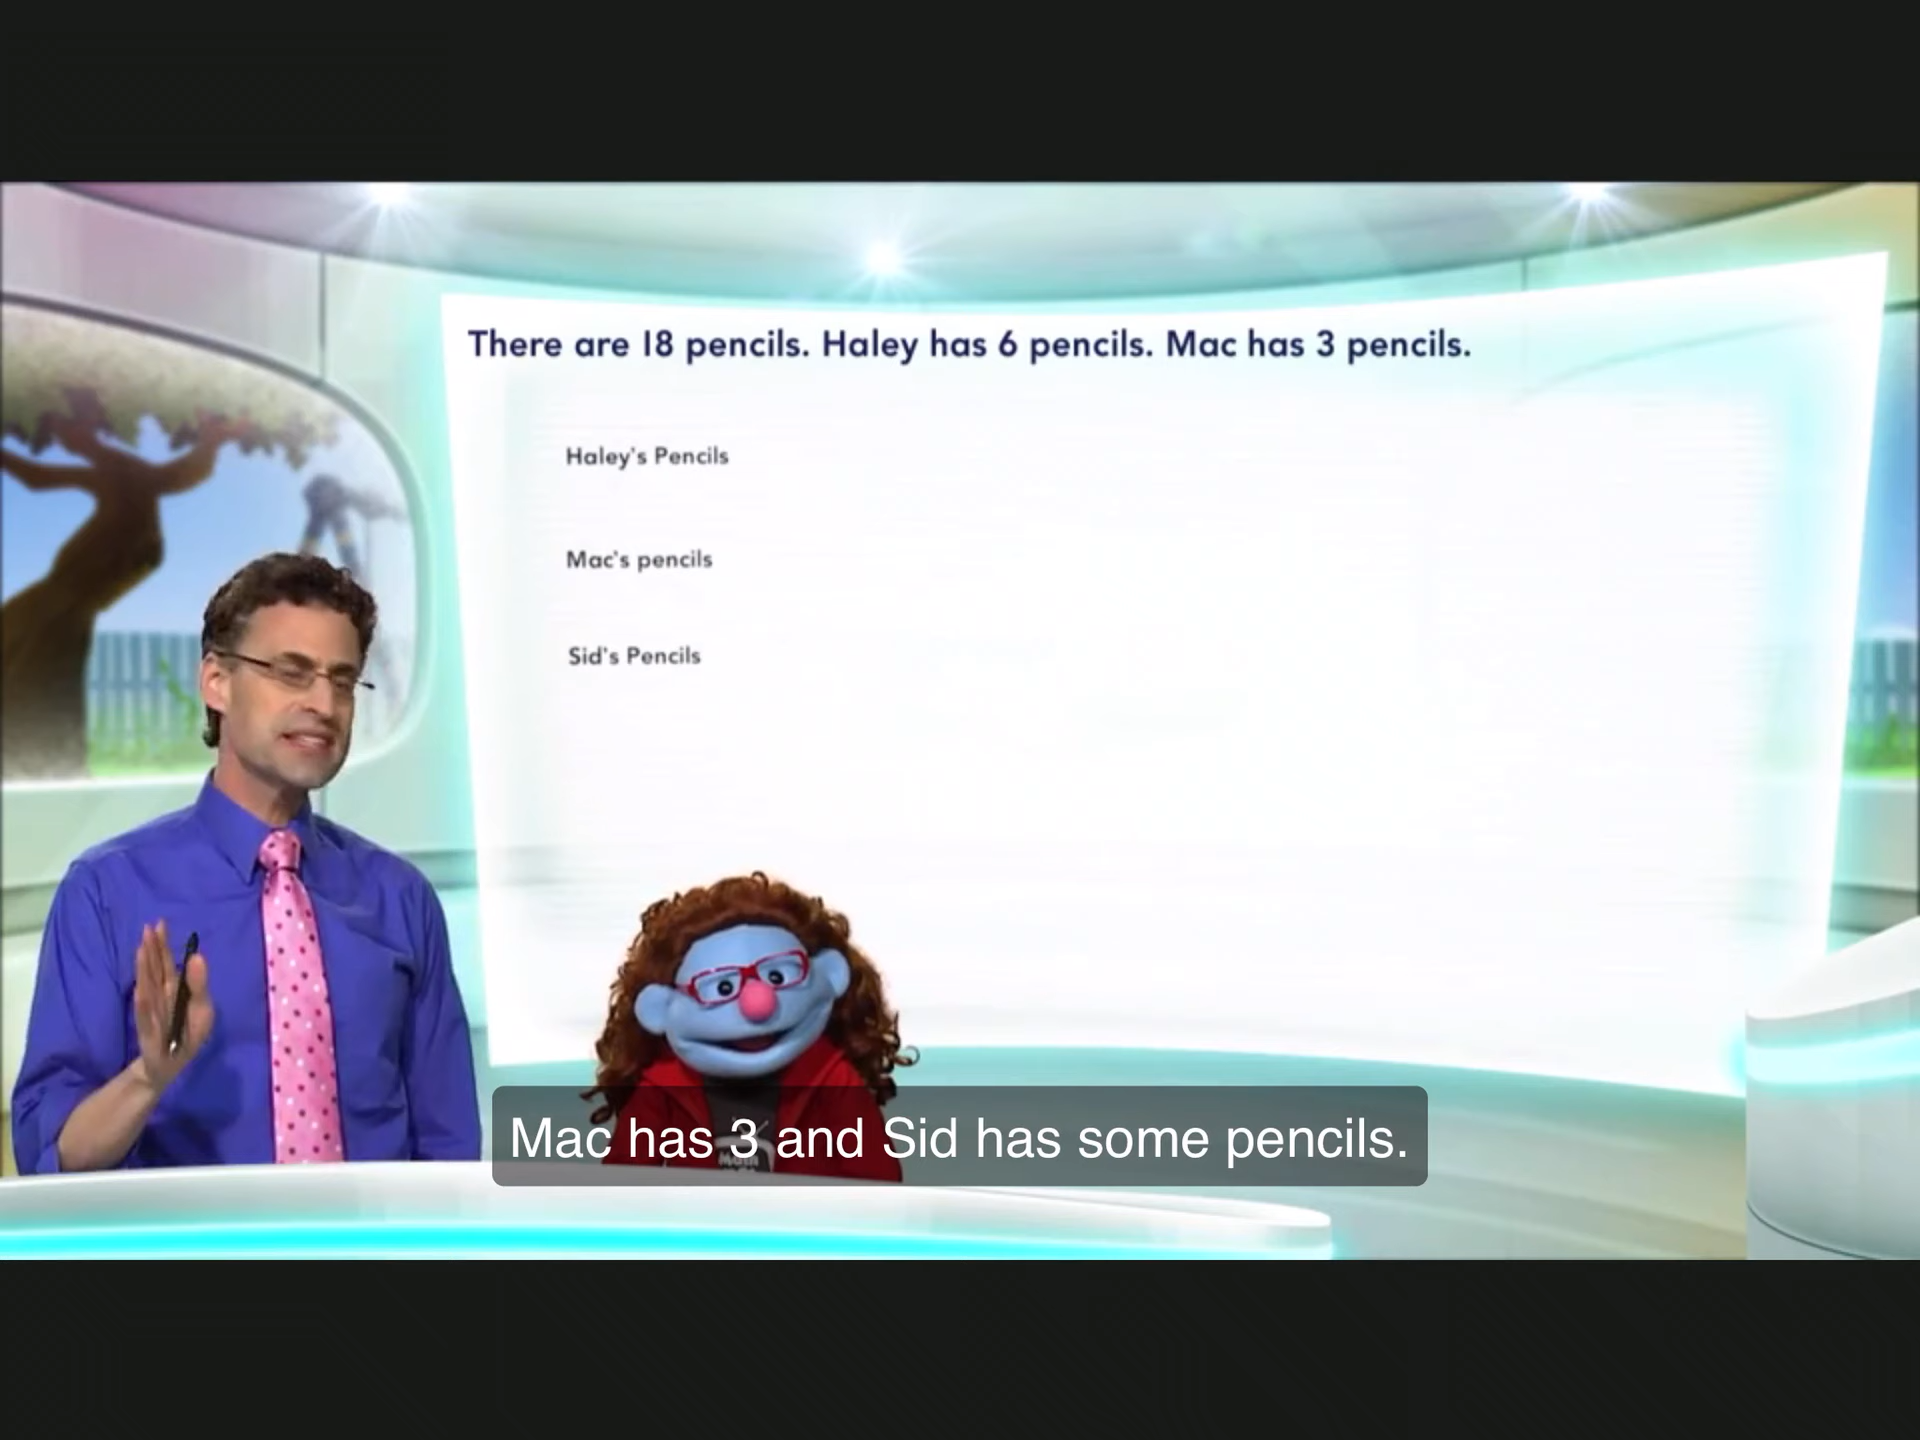 There are 18 pencils. Haley has 6 pencils. Mac has 3 pencils.
Haley's Pencils
Mac's pencils
Sid's Pencils
Mac has 3 and Sid has some pencils.
Math